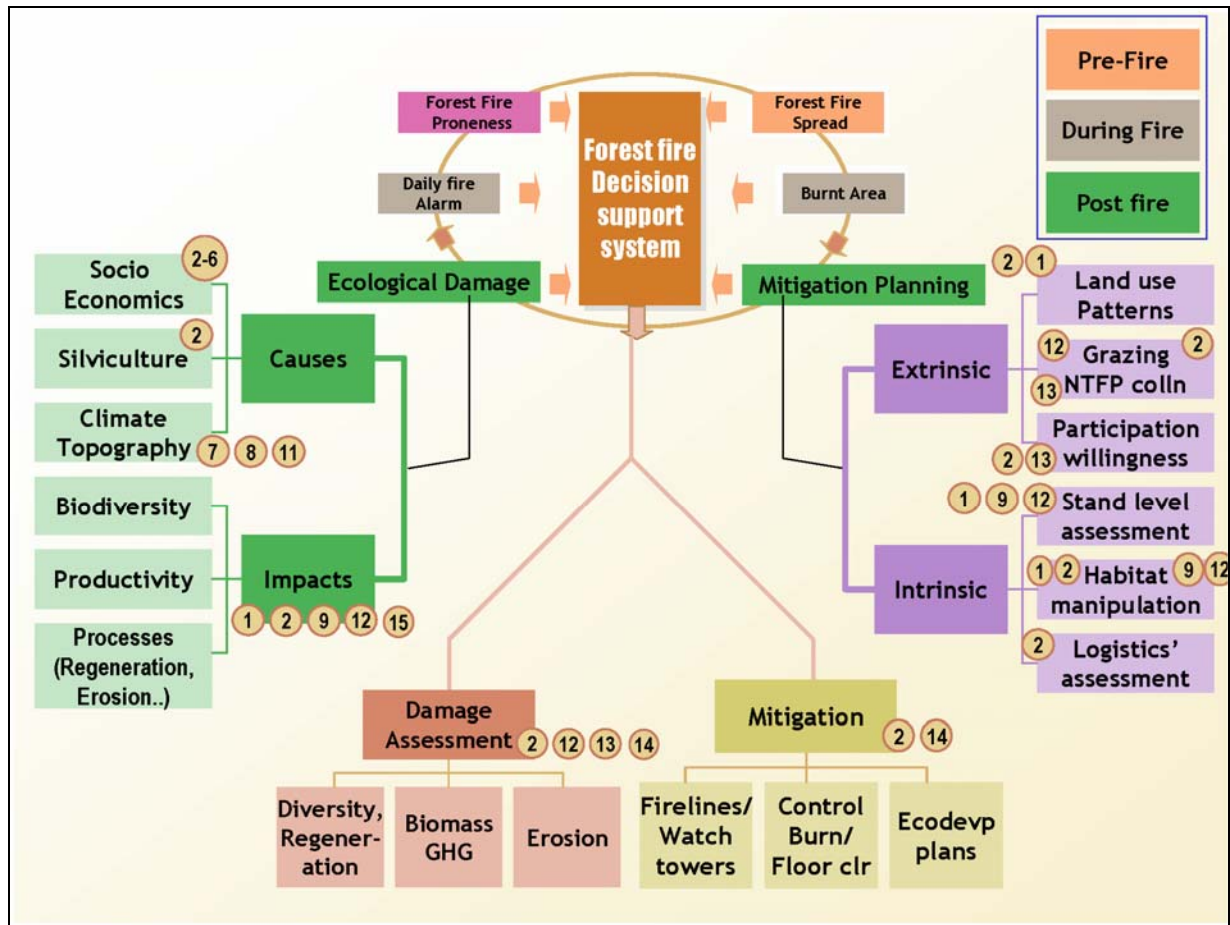 Pre-Fire
During Fire
Post fire
Forest Fire
Proneness
Forest fire
Decision
support
system
Forest Fire
Spread
Daily fire
Alarm
Burnt Area
Ecological Damage
Mitigation Planning
2-6
Socio
Economics
2
Silviculture
Climate
Topography
7 8 11
Causes
Biodiversity
Productivity
Processes
(Regeneration,
Erosion..)
Impacts
1 2 9 12 15
Extrinsic
2 1
Land use
Patterns
12 2
Grazing
NTFP colln
13
Participation
willingness
2 13
Intrinsic
1 9 12
Stand level
assessment
1 2 9 12
Habitat
manipulation
2
Logistics’
assessment
Damage
Assessment
2 12 13 14
Diversity,
Regener-
ation
Biomass
GHG
Erosion
Mitigation
2 14
Firelines/
Watch
towers
Control
Burn/
Floor clr
Ecodevp
plans